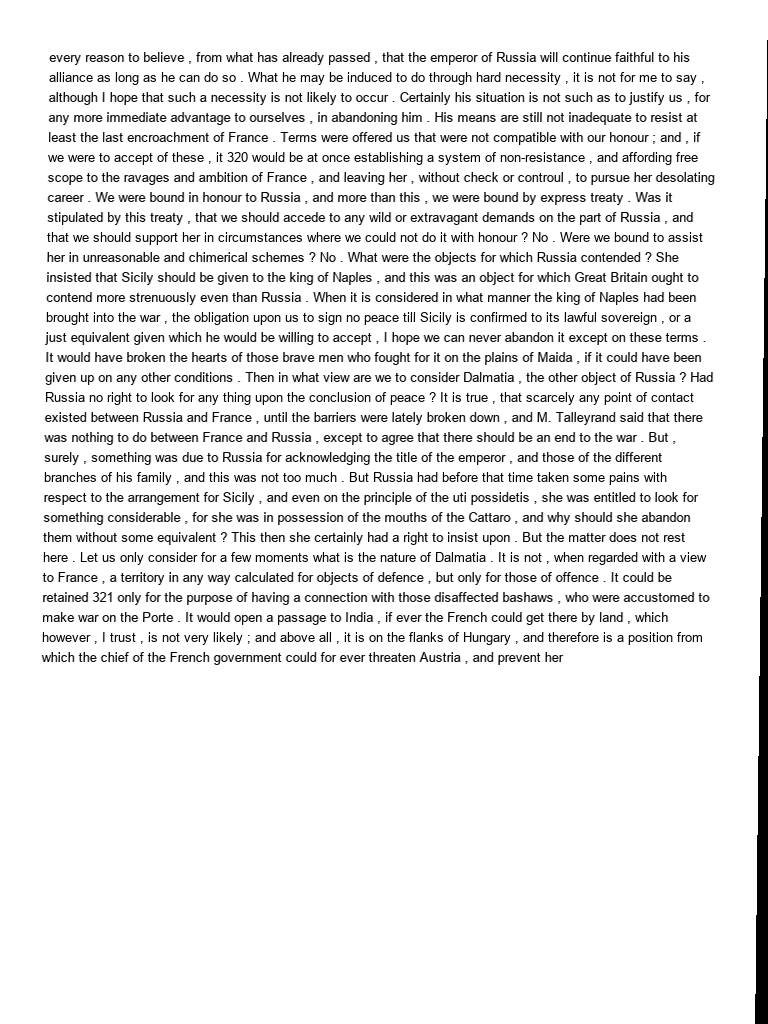 every reason to believe , from what has already passed , that the emperor of Russia will continue faithful to his
alliance as long as he can do so . What he may be induced to do through hard necessity , it is not for me to say ,
although I hope that such a necessity is not likely to occur . Certainly his situation is not such as to justify us , for
any more immediate advantage to ourselves , in abandoning him . His means are still not inadequate to resist at
least the last encroachment of France . Terms were offered us that were not compatible with our honour ; and , if
we were to accept of these , it 320 would be at once establishing a system of non-resistance , and affording free
scope to the ravages and ambition of France , and leaving her , without check or controul , to pursue her desolating
career . We were bound in honour to Russia , and more than this , we were bound by express treaty . Was it
stipulated by this treaty , that we should accede to any wild or extravagant demands on the part of Russia , and
that we should support her in circumstances where we could not do it with honour ? No . Were we bound to assist
her in unreasonable and chimerical schemes ? No . What were the objects for which Russia contended ? She
insisted that Sicily should be given to the king of Naples , and this was an object for which Great Britain ought to
contend more strenuously even than Russia . When it is considered in what manner the king of Naples had been
brought into the war , the obligation upon us to sign no peace till Sicily is confirmed to its lawful sovereign , or a
just equivalent given which he would be willing to accept , I hope we can never abandon it except on these terms .
It would have broken the hearts of those brave men who fought for it on the plains of Maida , if it could have been
given up on any other conditions . Then in what view are we to consider Dalmatia , the other object of Russia ? Had
Russia no right to look for any thing upon the conclusion of peace ? It is true , that scarcely any point of contact
existed between Russia and France , until the barriers were lately broken down , and M. Talleyrand said that there
was nothing to do between France and Russia , except to agree that there should be an end to the war . But ,
surely , something was due to Russia for acknowledging the title of the emperor , and those of the different
branches of his family , and this was not too much . But Russia had before that time taken some pains with
respect to the arrangement for Sicily , and even on the principle of the uti possidetis , she was entitled to look for
something considerable , for she was in possession of the mouths of the Cattaro , and why should she abandon
them without some equivalent ? This then she certainly had a right to insist upon . But the matter does not rest
here . Let us only consider for a few moments what is the nature of Dalmatia . It is not , when regarded with a view
to France , a territory in any way calculated for objects of defence , but only for those of offence . It could be
retained 321 only for the purpose of having a connection with those disaffected bashaws , who were accustomed to
make war on the Porte . It would open a passage to India , if ever the French could get there by land , which
however , I trust , is not very likely ; and above all , it is on the flanks of Hungary , and therefore is a position from
which the chief of the French government could for ever threaten Austria , and prevent her